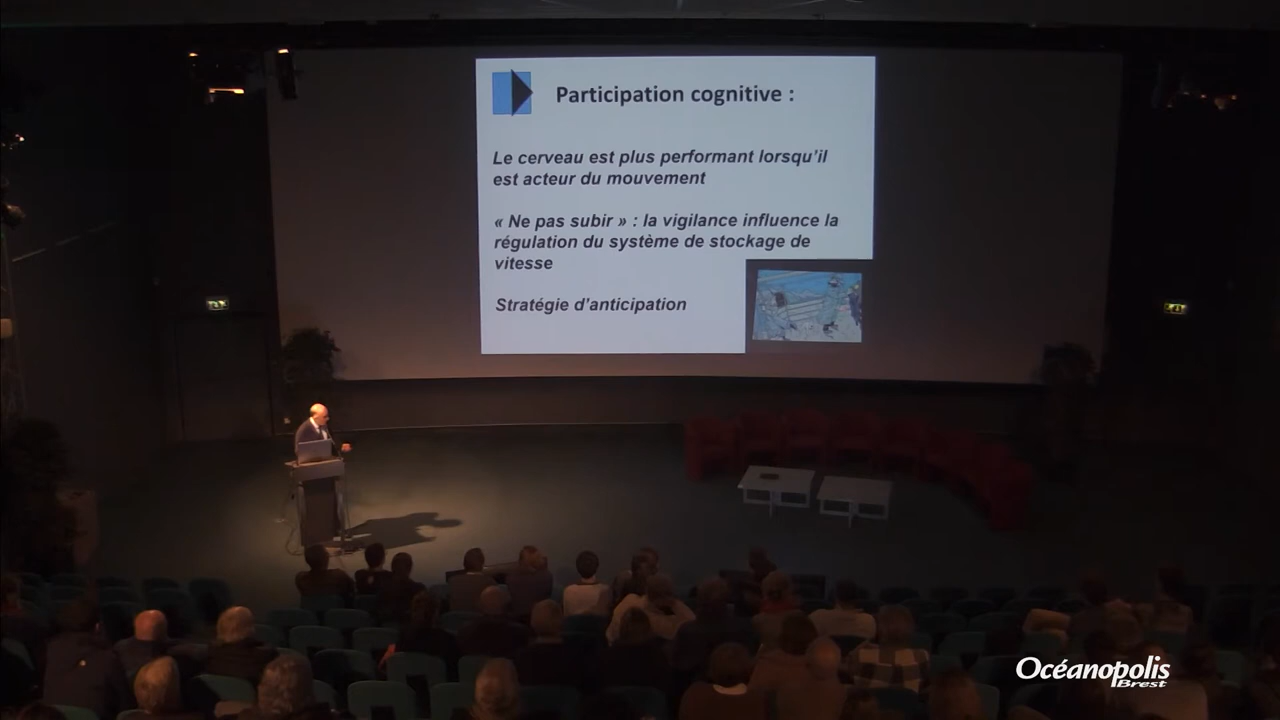 Participation cognitive :
Le cerveau est plus performant lorsqu'il
est acteur du mouvement
« Ne pas subir » : la vigilance influence la
régulation du système de stockage de
vitesse
Stratégie d'anticipation
Océanopolis
Brest